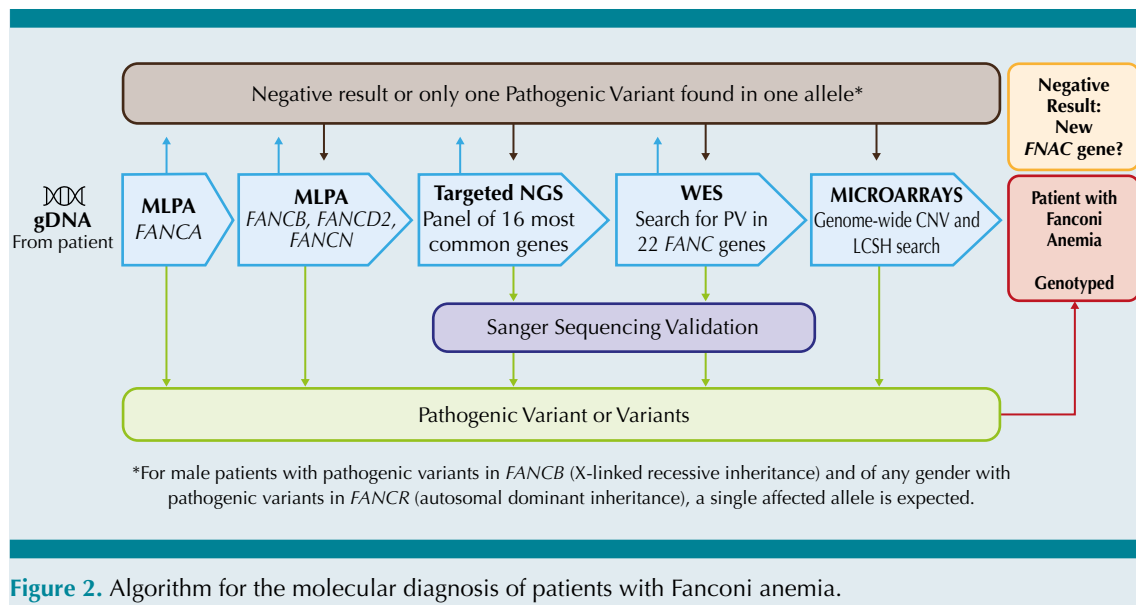 Negative result or only one Pathogenic Variant found in one allele*
Negative
Result:
New
FNAC gene?
gDNA
From patient
MLPA
FANCA
MLPA
FANCB, FANCD2,
FANCN
Targeted NGS
Panel of 16 most
common genes
WES
Search for PV in
22 FANC genes
MICROARRAYS
Genome-wide CNV and
LCSH search
Patient with
Fanconi
Anemia
Genotyped
Sanger Sequencing Validation
Pathogenic Variant or Variants
*For male patients with pathogenic variants in FANCB (X-linked recessive inheritance) and of any gender with
pathogenic variants in FANCR (autosomal dominant inheritance), a single affected allele is expected.
Figure 2. Algorithm for the molecular diagnosis of patients with Fanconi anemia.